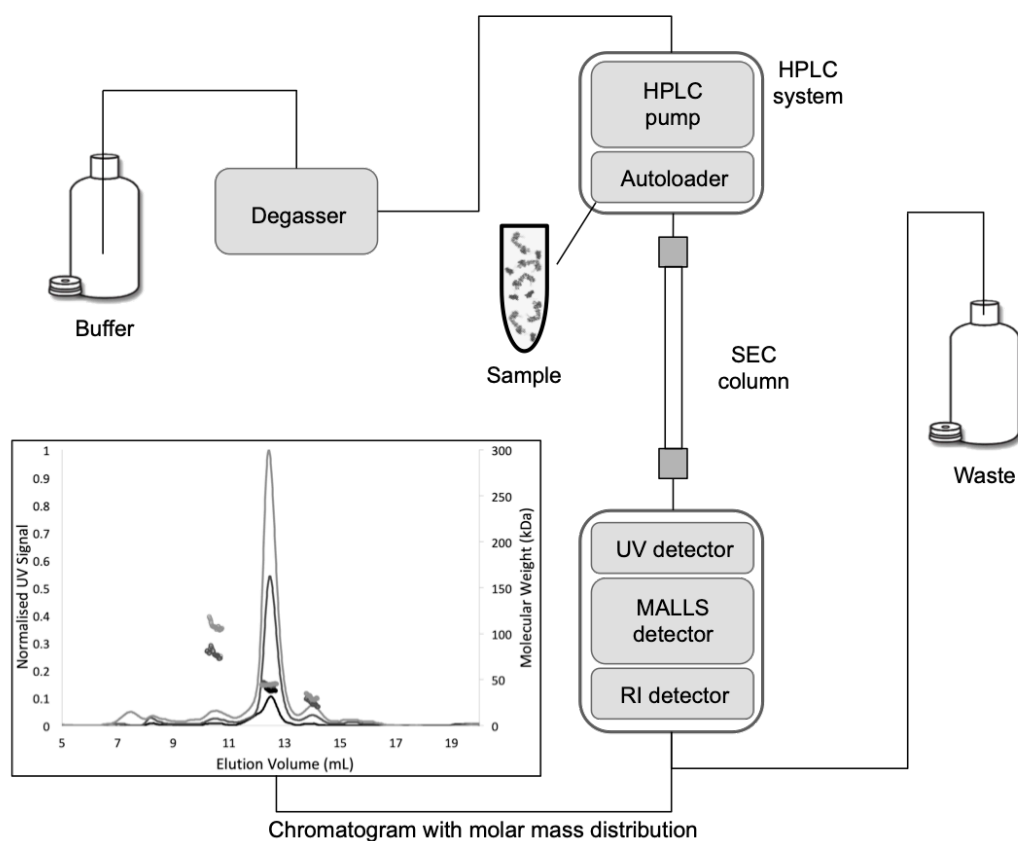 HPLC
pump
HPLC
system
Autoloader
Degasser
Buffer
Sample
SEC
column
Waste
UV detector
MALLS
detector
RI detector
Normalised UV Signal
1
0.9
0.8
0.7
0.6
0.5
0.4
0.3
0.2
0.1
0
300
250
200
150
100
50
0
Molecular Weight (kDa)
5 7 9 11 13 15 17 19
Elution Volume (mL)
Chromatogram with molar mass distribution